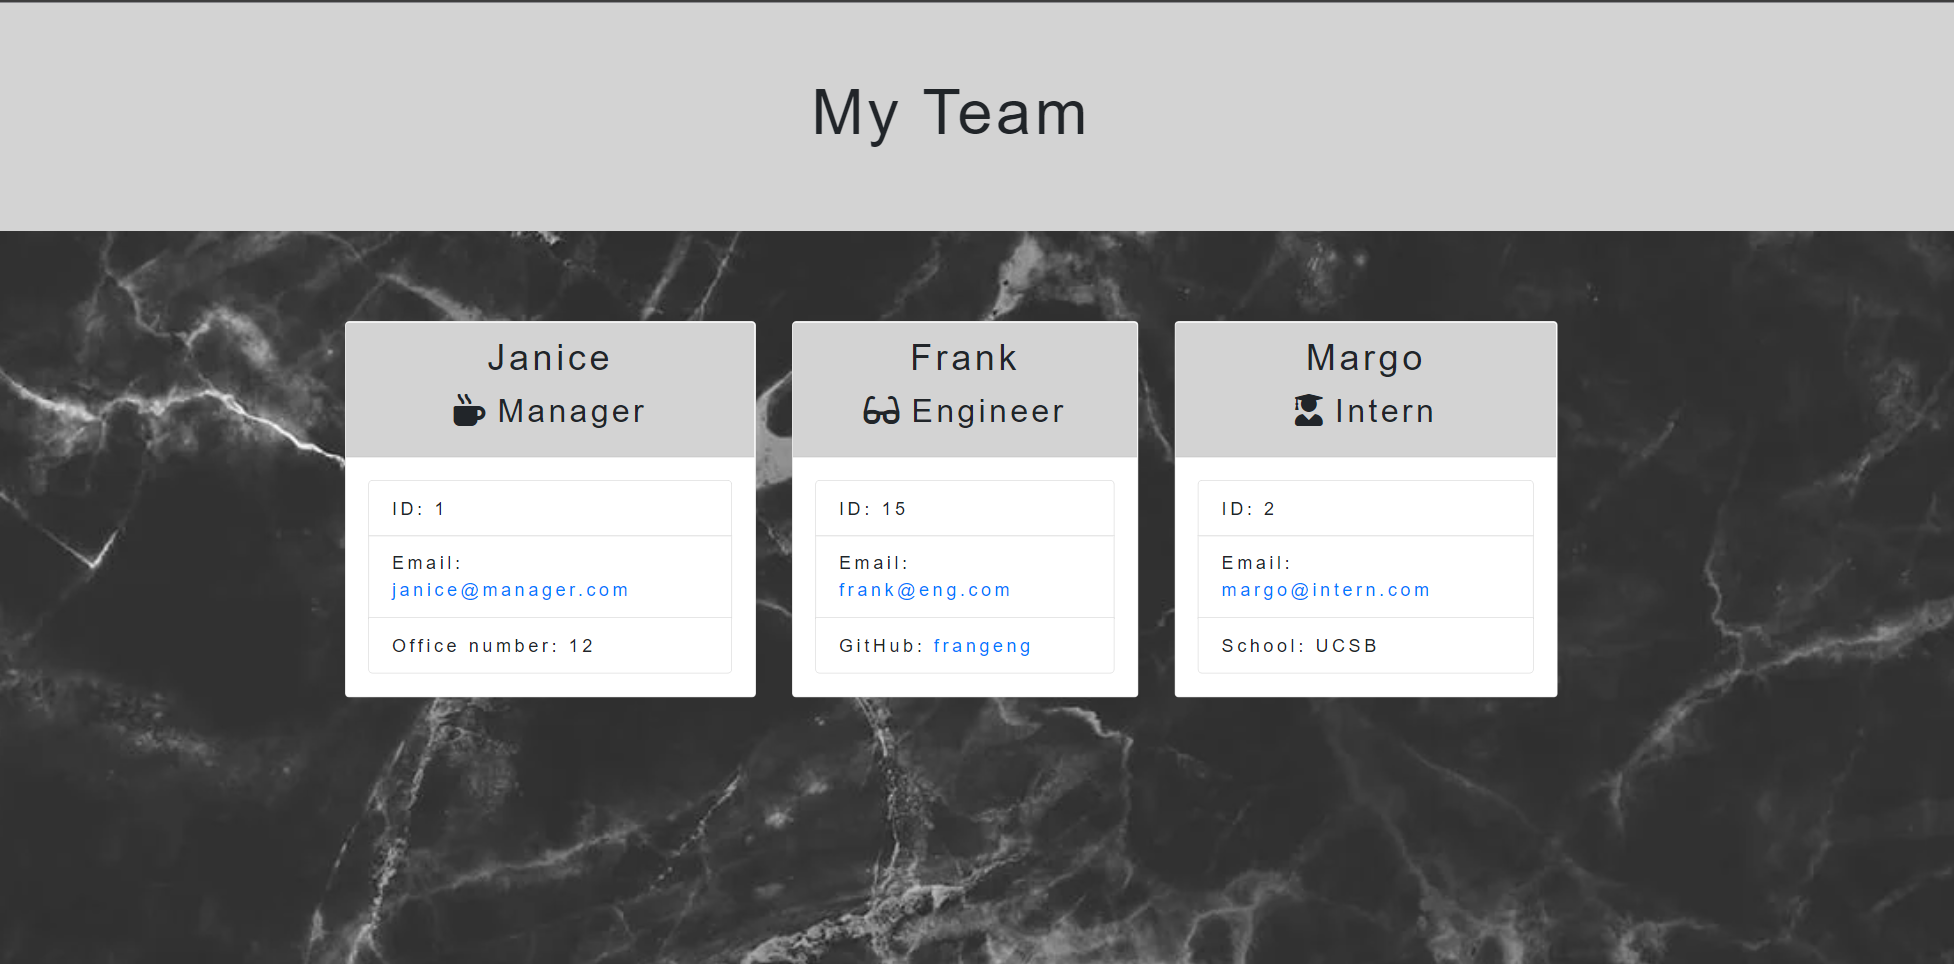 My Team
Janice
Manager
ID: 1
Email:
janice@manager.com
Office number: 12
Frank
Engineer
ID: 15
Email:
frank@eng.com
GitHub: frangeng
Margo
Intern
ID: 2
Email:
margo@intern.com
School: UCSB